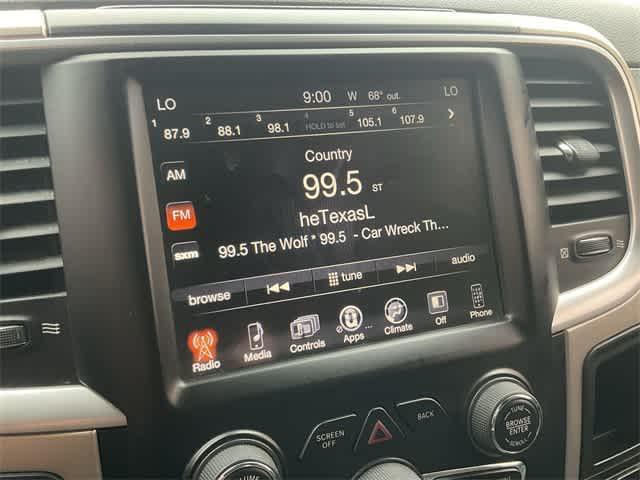 LO 9:00 W 68° out. LO
1 87.9 2 88.1 3 98.1 4 HOLD to set 5 105.1 6 107.9
AM
Country
99.5 ST
FM
heTexasL
sxm
99.5 The Wolf * 99.5 - Car Wreck Th...
browse tune audio
Radio Media Controls Apps ... Climate Off Phone
SCREEN OFF
BACK
TUNE
BROWSE
ENTER
SCROLL
VOLUME